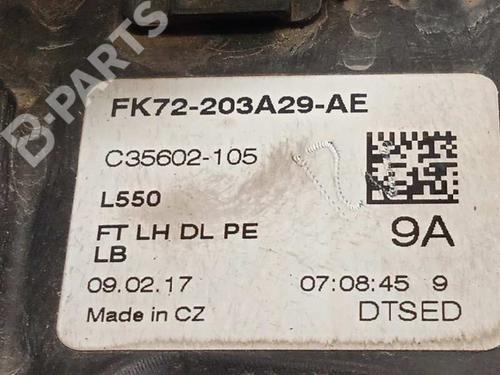 B-PARTS
FK72-203A29-AE
C35602-105
L550
FT LH DL PE
LB
9A
09.02.17
07:08:45 9
Made in CZ
DTSED
B-PARTS